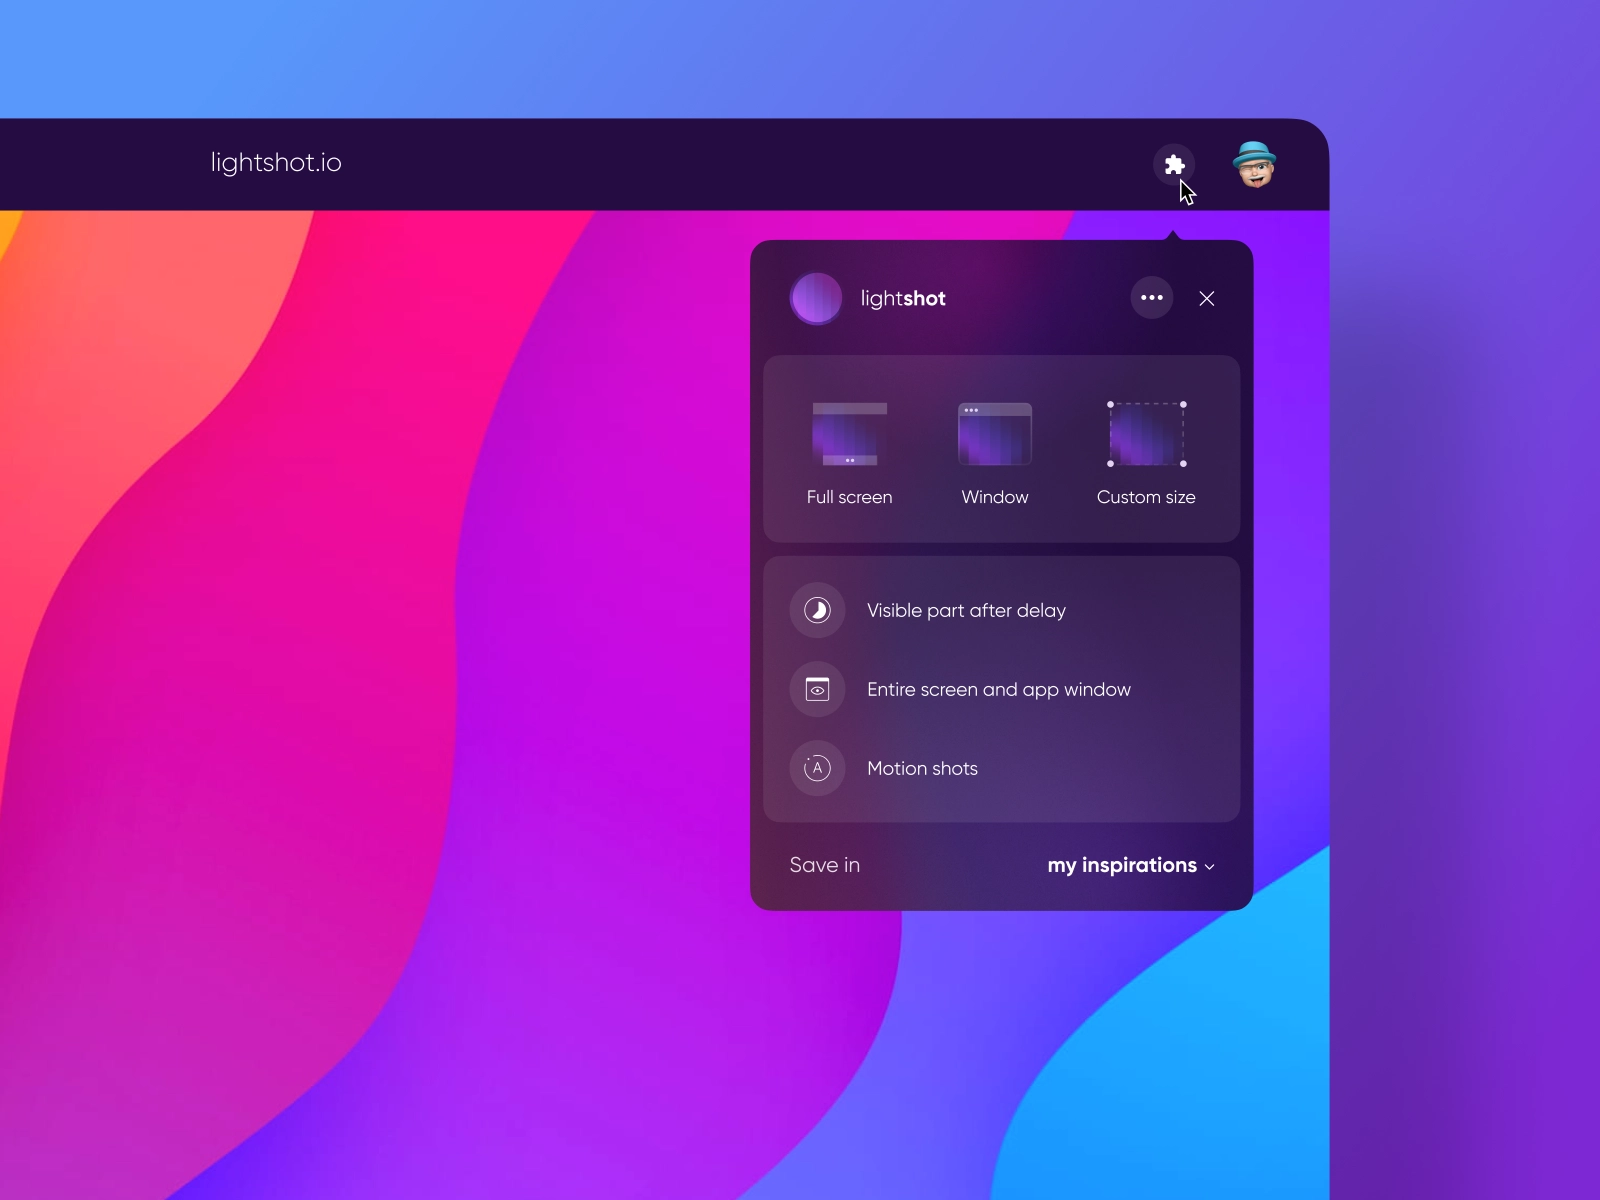 lightshot.io
lightshot
Full screen
Window
Custom size
Visible part after delay
Entire screen and app window
A
Motion shots
Save in
my inspirations